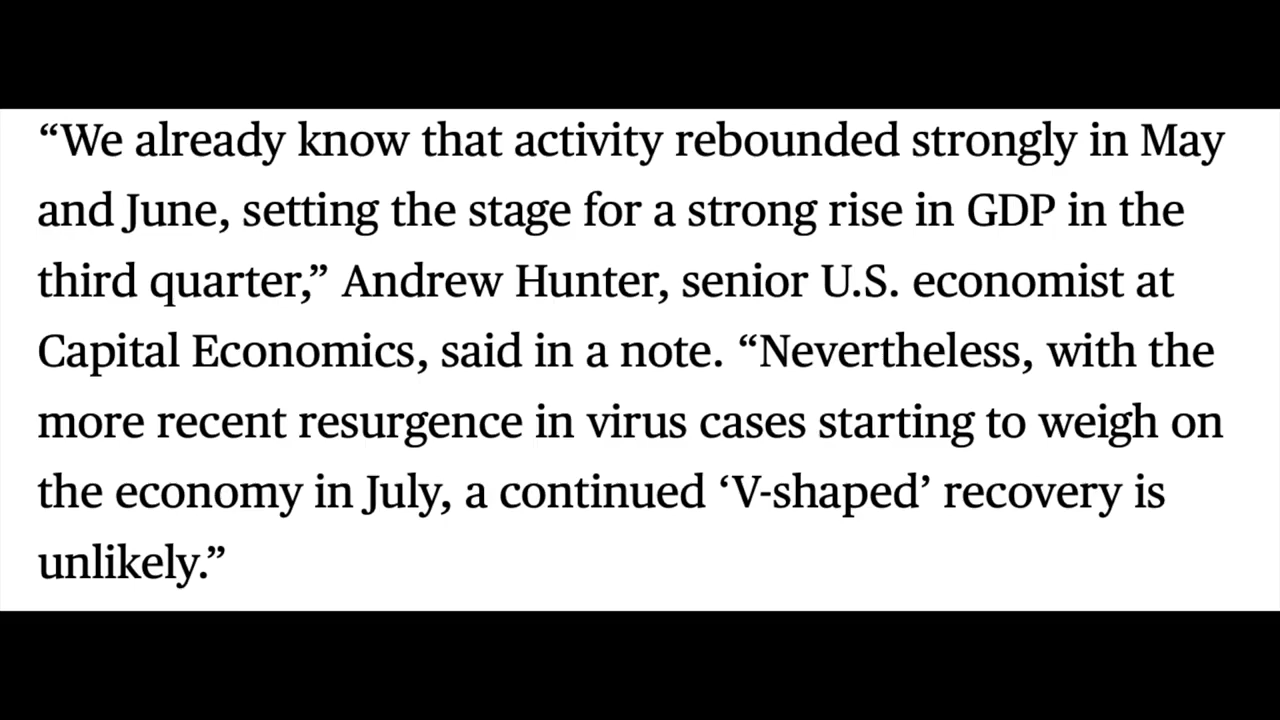 “We already know that activity rebounded strongly in May
and June, setting the stage for a strong rise in GDP in the
third quarter,” Andrew Hunter, senior U.S. economist at
Capital Economics, said in a note. “Nevertheless, with the
more recent resurgence in virus cases starting to weigh on
the economy in July, a continued ‘V-shaped’ recovery is
unlikely.”